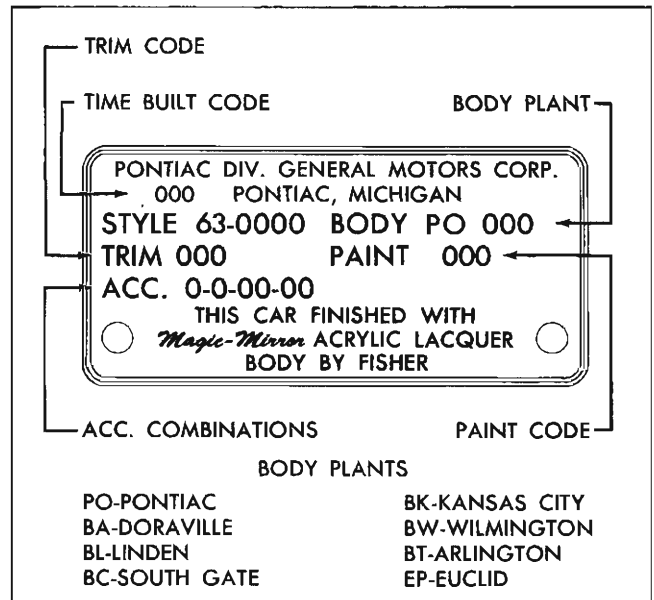 TRIM CODE
TIME BUILT CODE BODY PLANT
PONTIAC DIV. GENERAL MOTORS CORP.
000 PONTIAC, MICHIGAN
STYLE 63-0000 BODY PO 000
TRIM 000 PAINT 000
ACC. 0-0-00-00
THIS CAR FINISHED WITH
Magic-Mirror ACRYLIC LACQUER
BODY BY FISHER
ACC. COMBINATIONS PAINT CODE
BODY PLANTS
PO-PONTIAC BK-KANSAS CITY
BA-DORAVILLE BW-WILMINGTON
BL-LINDEN BT-ARLINGTON
BC-SOUTH GATE EP-EUCLID